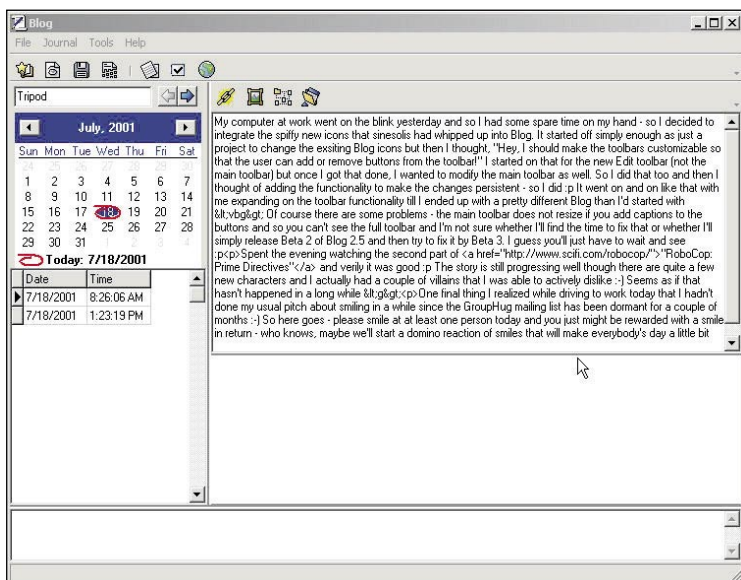 Blog
File Journal Tools Help
Tripod
July, 2001
Sun Mon Tue Wed Thu Fri Sat
24 25 26 27 28 29 30
1 2 3 4 5 6 7
8 9 10 11 12 13 14
15 16 17 18 19 20 21
22 23 24 25 26 27 28
29 30 31 1 2 3 4
Today: 7/18/2001
Date Time
7/18/2001 8:26:06 AM
7/18/2001 1:23:19 PM
My computer at work went on the blink yesterday and so I had some spare time on my hand - so I decided to
integrate the spiffy new icons that sinesolis had whipped up into Blog. It started off simply enough as just a
project to change the exsiting Blog icons but then I thought, "Hey, I should make the toolbars customizable so
that the user can add or remove buttons from the toolbar!" I started on that for the new Edit toolbar (not the
main toolbar) but once I got that done, I wanted to modify the main toolbar as well. So I did that too and then I
thought of adding the functionality to make the changes persistent - so I did :p It went on and on like that with
me expanding on the toolbar functionality till I ended up with a pretty different Blog than I'd started with
&lt;vbg&gt; Of course there are some problems - the main toolbar does not resize if you add captions to the
buttons and so you can't see the full toolbar and I'm not sure whether I'll find the time to fix that or whether I'll
simply release Beta 2 of Blog 2.5 and then try to fix it by Beta 3. I guess you'll just have to wait and see
:p<p>Spent the evening watching the second part of <a href="http://www.scifi.com/robocop/">"RoboCop:
Prime Directives"</a> and verily it was good :p The story is still progressing well though there are quite a few
new characters and I actually had a couple of villains that I was able to actively dislike :-) Seems as if that
hasn't happened in a long while &lt;g&gt;<p>One final thing I realized while driving to work today that I hadn't
done my usual pitch about smiling in a while since the GroupHug mailing list has been dormant for a couple of
months :-) So here goes - please smile at at least one person today and you just might be rewarded with a smile
in return - who knows, maybe we'll start a domino reaction of smiles that will make everybody's day a little bit